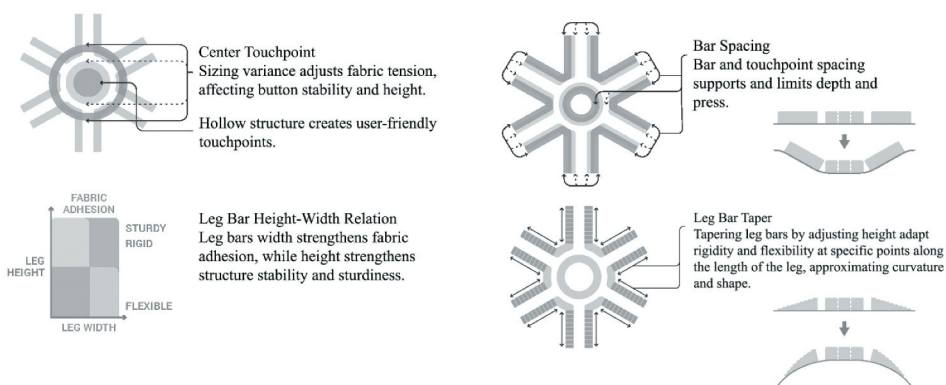 Center Touchpoint
Sizing variance adjusts fabric tension,
affecting button stability and height.
Hollow structure creates user-friendly
touchpoints.
Bar Spacing
Bar and touchpoint spacing
supports and limits depth and
press.
FABRIC
ADHESION
STURDY
RIGID
LEG
HEIGHT
FLEXIBLE
LEG WIDTH
Leg Bar Height-Width Relation
Leg bars width strengthens fabric
adhesion, while height strengthens
structure stability and sturdiness.
Leg Bar Taper
Tapering leg bars by adjusting height adapt
rigidity and flexibility at specific points along
the length of the leg, approximating curvature
and shape.